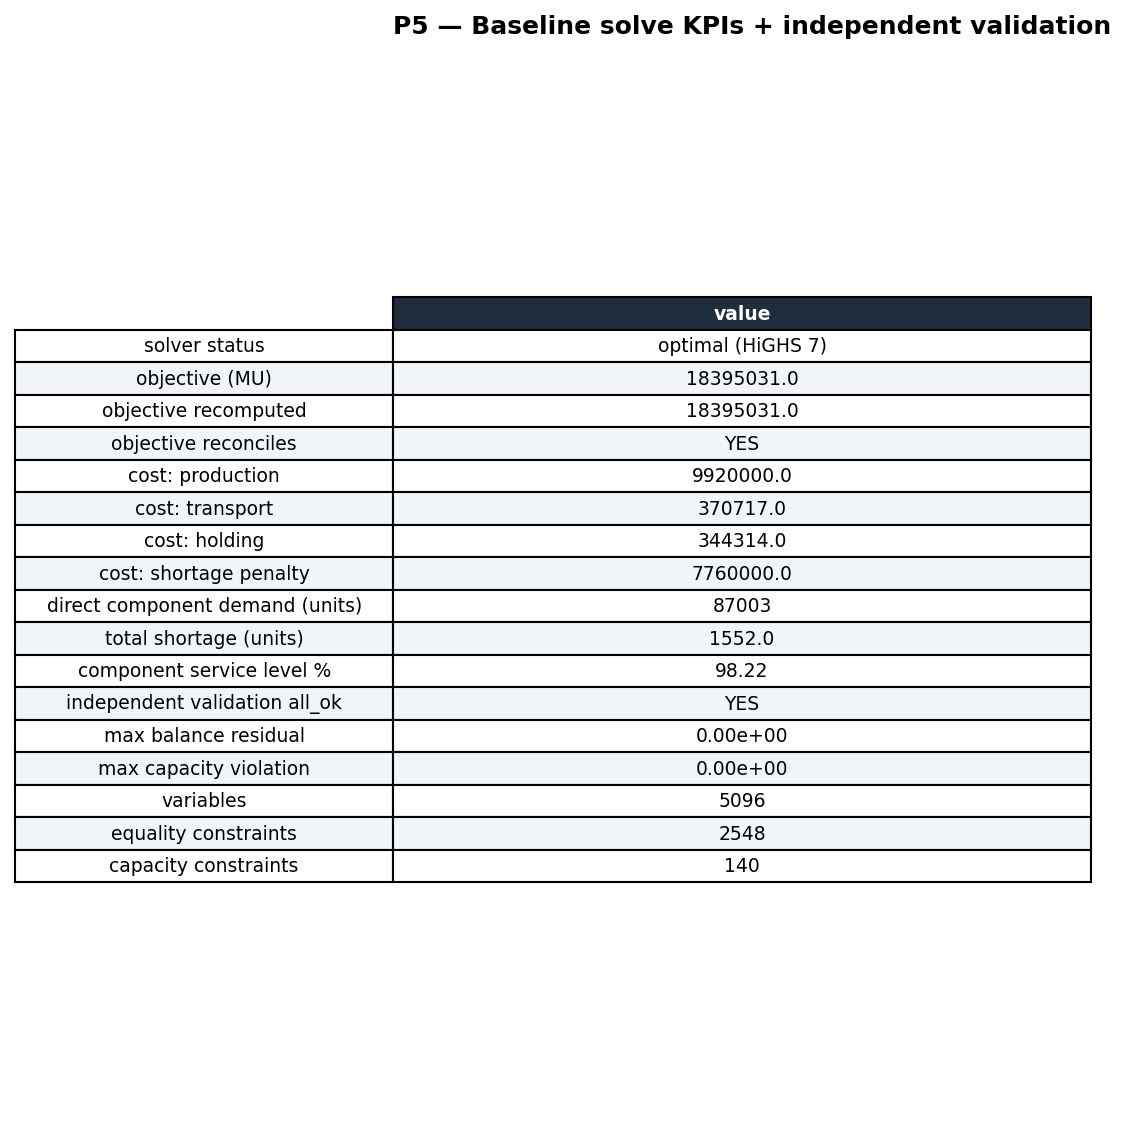 P5 — Baseline solve KPIs + independent validation
value
solver status optimal (HiGHS 7)
objective (MU) 18395031.0
objective recomputed 18395031.0
objective reconciles YES
cost: production 9920000.0
cost: transport 370717.0
cost: holding 344314.0
cost: shortage penalty 7760000.0
direct component demand (units) 87003
total shortage (units) 1552.0
component service level % 98.22
independent validation all_ok YES
max balance residual 0.00e+00
max capacity violation 0.00e+00
variables 5096
equality constraints 2548
capacity constraints 140